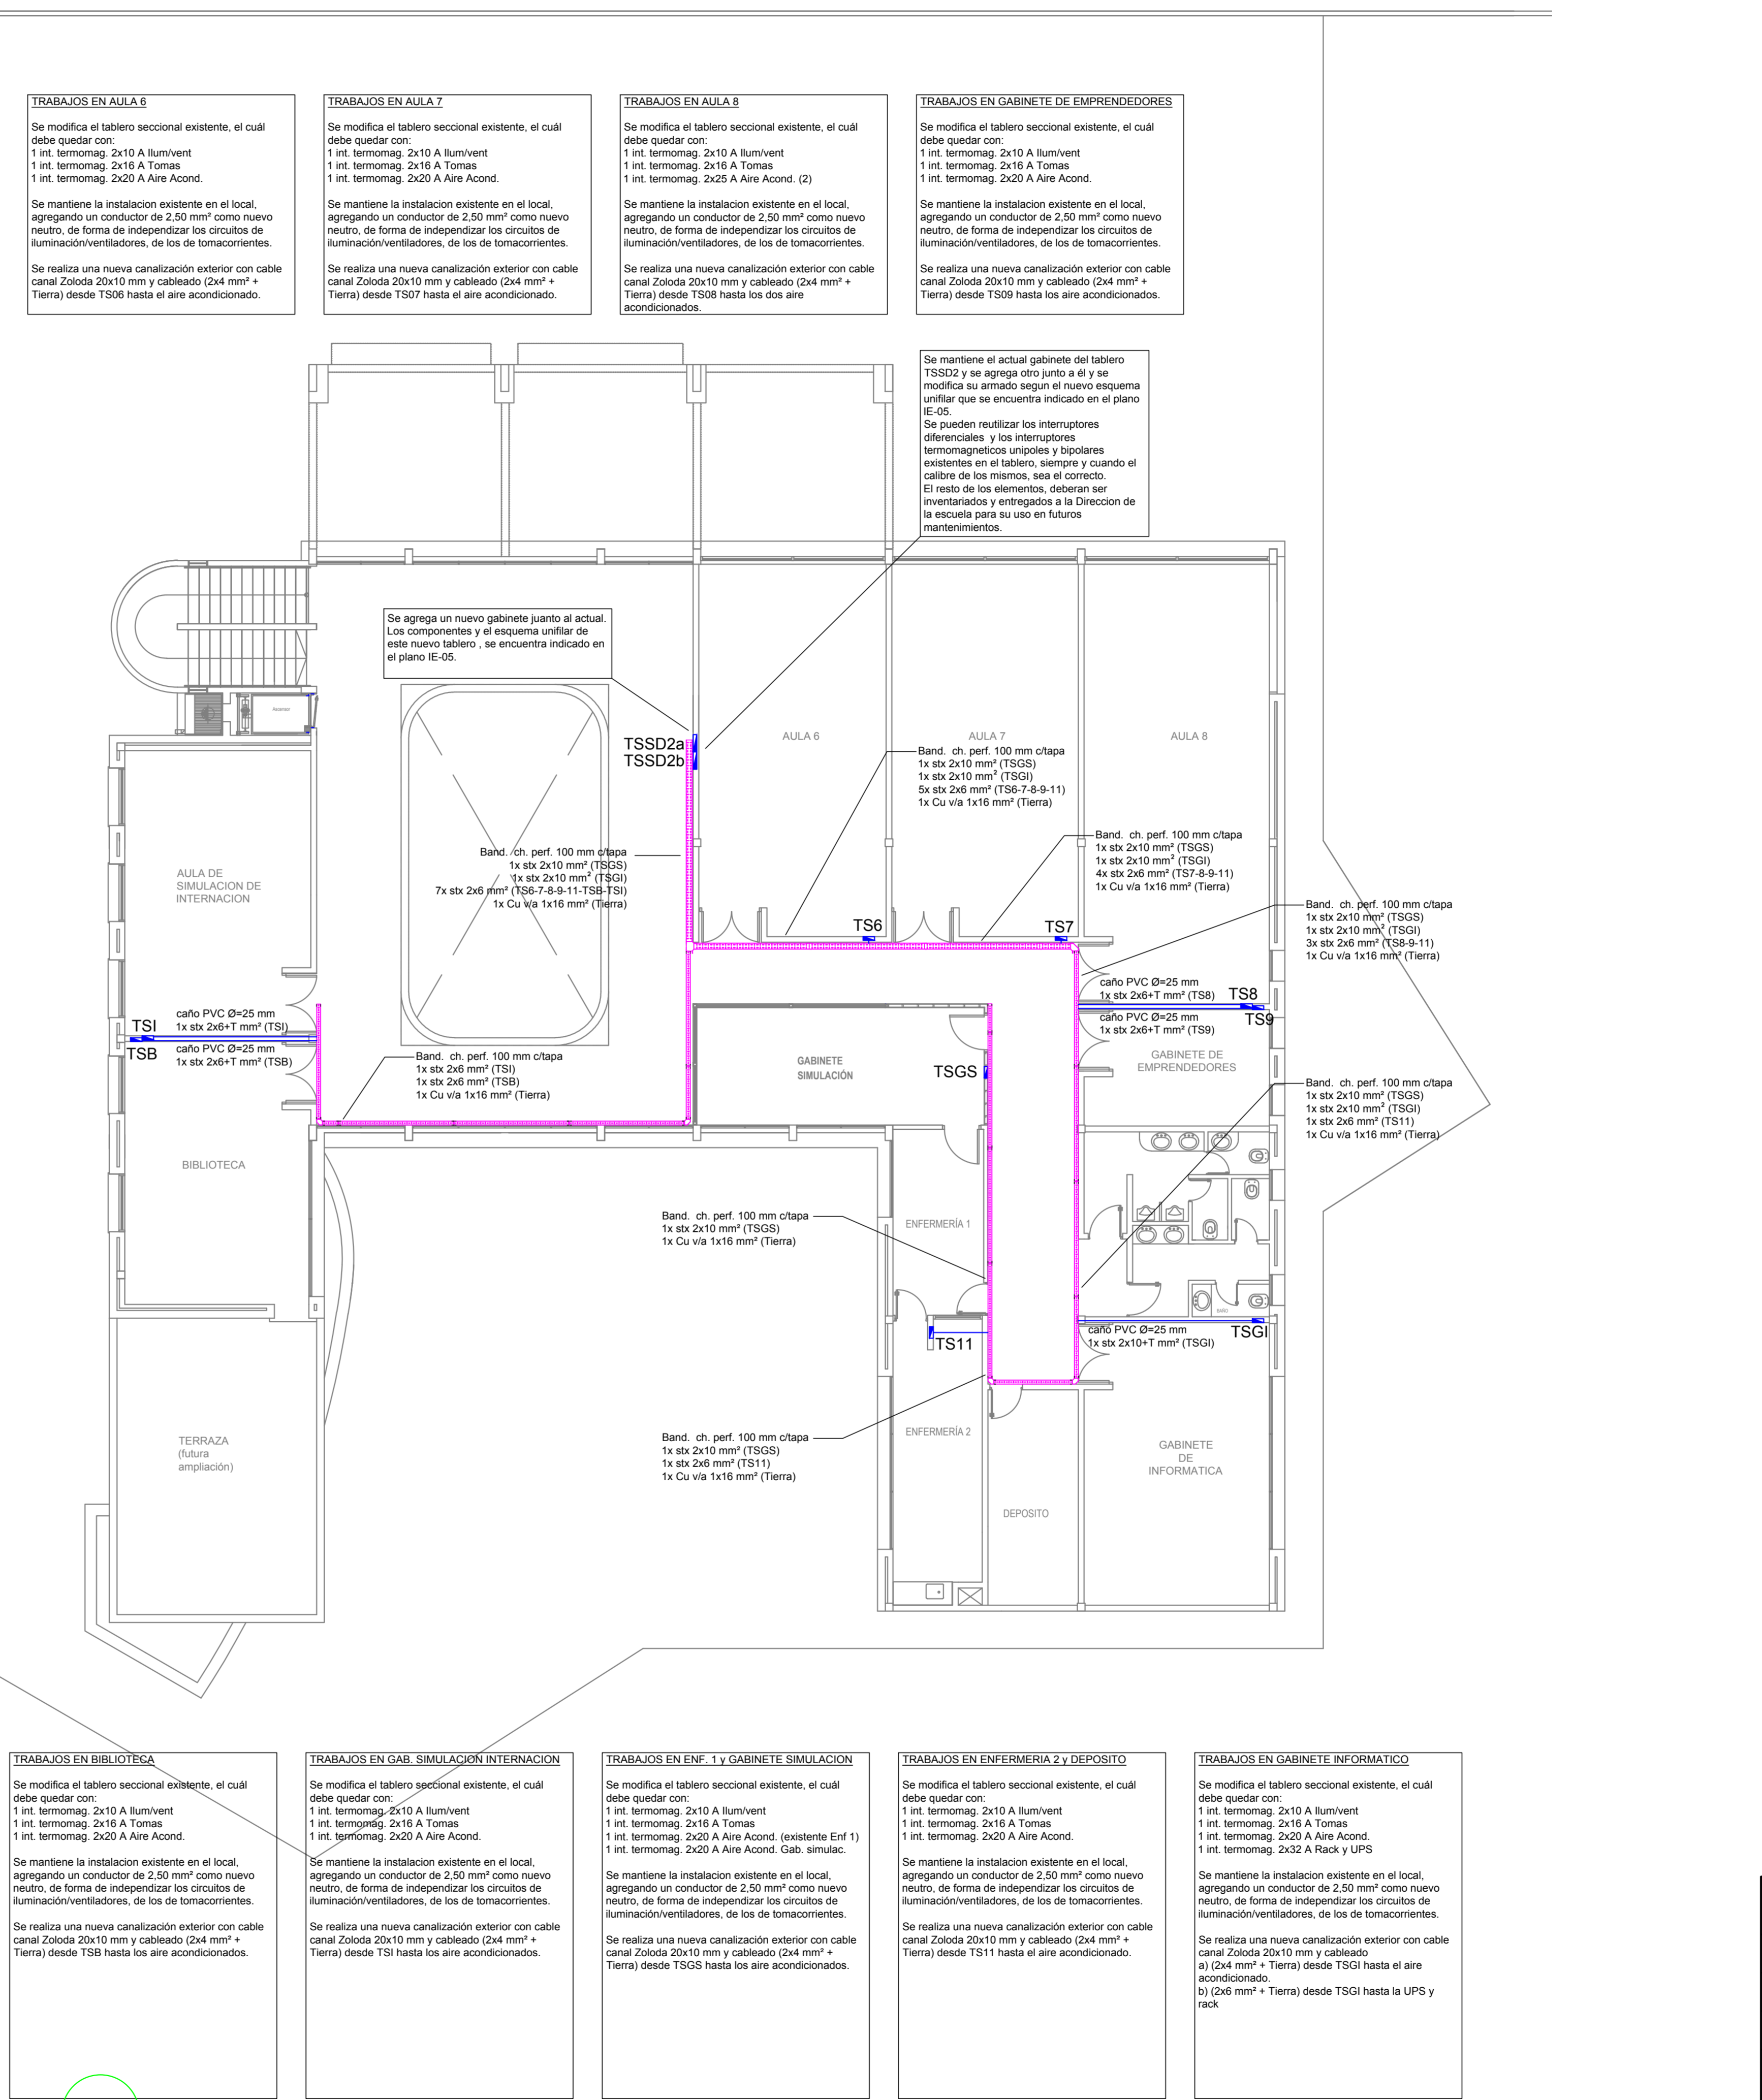 TRABAJOS EN AULA 6
Se modifica el tablero seccional existente, el cuál
debe quedar con:
1 int. termomag. 2x10 A Ilum/vent
1 int. termomag. 2x16 A Tomas
1 int. termomag. 2x20 A Aire Acond.
Se mantiene la instalacion existente en el local,
agregando un conductor de 2,50 mm² como nuevo
neutro, de forma de independizar los circuitos de
iluminación/ventiladores, de los de tomacorrientes.
Se realiza una nueva canalización exterior con cable
canal Zoloda 20x10 mm y cableado (2x4 mm² +
Tierra) desde TS06 hasta el aire acondicionado.
TRABAJOS EN AULA 7
Se modifica el tablero seccional existente, el cuál
debe quedar con:
1 int. termomag. 2x10 A Ilum/vent
1 int. termomag. 2x16 A Tomas
1 int. termomag. 2x20 A Aire Acond.
Se mantiene la instalacion existente en el local,
agregando un conductor de 2,50 mm² como nuevo
neutro, de forma de independizar los circuitos de
iluminación/ventiladores, de los de tomacorrientes.
Se realiza una nueva canalización exterior con cable
canal Zoloda 20x10 mm y cableado (2x4 mm² +
Tierra) desde TS07 hasta el aire acondicionado.
TRABAJOS EN AULA 8
Se modifica el tablero seccional existente, el cuál
debe quedar con:
1 int. termomag. 2x10 A Ilum/vent
1 int. termomag. 2x16 A Tomas
1 int. termomag. 2x25 A Aire Acond. (2)
Se mantiene la instalacion existente en el local,
agregando un conductor de 2,50 mm² como nuevo
neutro, de forma de independizar los circuitos de
iluminación/ventiladores, de los de tomacorrientes.
Se realiza una nueva canalización exterior con cable
canal Zoloda 20x10 mm y cableado (2x4 mm² +
Tierra) desde TS08 hasta los dos aire
acondicionados.
TRABAJOS EN GABINETE DE EMPRENDEDORES
Se modifica el tablero seccional existente, el cuál
debe quedar con:
1 int. termomag. 2x10 A Ilum/vent
1 int. termomag. 2x16 A Tomas
1 int. termomag. 2x20 A Aire Acond.
Se mantiene la instalacion existente en el local,
agregando un conductor de 2,50 mm² como nuevo
neutro, de forma de independizar los circuitos de
iluminación/ventiladores, de los de tomacorrientes.
Se realiza una nueva canalización exterior con cable
canal Zoloda 20x10 mm y cableado (2x4 mm² +
Tierra) desde TS09 hasta los aire acondicionados.
Se mantiene el actual gabinete del tablero
TSSD2 y se agrega otro junto a él y se
modifica su armado segun el nuevo esquema
unifilar que se encuentra indicado en el plano
IE-05.
Se pueden reutilizar los interruptores
diferenciales y los interruptores
termomagneticos unipoles y bipolares
existentes en el tablero, siempre y cuando el
calibre de los mismos, sea el correcto.
El resto de los elementos, deberan ser
inventariados y entregados a la Direccion de
la escuela para su uso en futuros
mantenimientos.
Se agrega un nuevo gabinete juanto al actual.
Los componentes y el esquema unifilar de
este nuevo tablero , se encuentra indicado en
el plano IE-05.
Ascensor
TSSD2a
TSSD2b
AULA 6
AULA 7
AULA 8
Band. ch. perf. 100 mm c/tapa
1x stx 2x10 mm² (TSGS)
1x stx 2x10 mm² (TSGI)
5x stx 2x6 mm² (TS6-7-8-9-11)
1x Cu v/a 1x16 mm² (Tierra)
Band. ch. perf. 100 mm c/tapa
1x stx 2x10 mm² (TSGS)
1x stx 2x10 mm² (TSGI)
4x stx 2x6 mm² (TS7-8-9-11)
1x Cu v/a 1x16 mm² (Tierra)
Band. ch. perf. 100 mm c/tapa
1x stx 2x10 mm² (TSGS)
1x stx 2x10 mm² (TSGI)
7x stx 2x6 mm² (TS6-7-8-9-11-TSB-TSI)
1x Cu v/a 1x16 mm² (Tierra)
AULA DE
SIMULACION DE
INTERNACION
Band. ch. perf. 100 mm c/tapa
1x stx 2x10 mm² (TSGS)
1x stx 2x10 mm² (TSGI)
3x stx 2x6 mm² (TS8-9-11)
1x Cu v/a 1x16 mm² (Tierra)
TS6
TS7
caño PVC Ø=25 mm
1x stx 2x6+T mm² (TS8)
TS8
caño PVC Ø=25 mm
1x stx 2x6+T mm² (TS9)
TS9
caño PVC Ø=25 mm
1x stx 2x6+T mm² (TSI)
TSI
TSB
caño PVC Ø=25 mm
1x stx 2x6+T mm² (TSB)
Band. ch. perf. 100 mm c/tapa
1x stx 2x6 mm² (TSI)
1x stx 2x6 mm² (TSB)
1x Cu v/a 1x16 mm² (Tierra)
GABINETE
SIMULACIÓN
TSGS
GABINETE DE
EMPRENDEDORES
Band. ch. perf. 100 mm c/tapa
1x stx 2x10 mm² (TSGS)
1x stx 2x10 mm² (TSGI)
1x stx 2x6 mm² (TS11)
1x Cu v/a 1x16 mm² (Tierra)
BIBLIOTECA
Band. ch. perf. 100 mm c/tapa
1x stx 2x10 mm² (TSGS)
1x Cu v/a 1x16 mm² (Tierra)
ENFERMERÍA 1
BAÑO
TS11
caño PVC Ø=25 mm
1x stx 2x10+T mm² (TSGI)
TSGI
Band. ch. perf. 100 mm c/tapa
1x stx 2x10 mm² (TSGS)
1x stx 2x6 mm² (TS11)
1x Cu v/a 1x16 mm² (Tierra)
ENFERMERÍA 2
TERRAZA
(futura
ampliación)
GABINETE
DE
INFORMATICA
DEPOSITO
TRABAJOS EN BIBLIOTECA
Se modifica el tablero seccional existente, el cuál
debe quedar con:
1 int. termomag. 2x10 A Ilum/vent
1 int. termomag. 2x16 A Tomas
1 int. termomag. 2x20 A Aire Acond.
Se mantiene la instalacion existente en el local,
agregando un conductor de 2,50 mm² como nuevo
neutro, de forma de independizar los circuitos de
iluminación/ventiladores, de los de tomacorrientes.
Se realiza una nueva canalización exterior con cable
canal Zoloda 20x10 mm y cableado (2x4 mm² +
Tierra) desde TSB hasta los aire acondicionados.
TRABAJOS EN GAB. SIMULACION INTERNACION
Se modifica el tablero seccional existente, el cuál
debe quedar con:
1 int. termomag. 2x10 A Ilum/vent
1 int. termomag. 2x16 A Tomas
1 int. termomag. 2x20 A Aire Acond.
Se mantiene la instalacion existente en el local,
agregando un conductor de 2,50 mm² como nuevo
neutro, de forma de independizar los circuitos de
iluminación/ventiladores, de los de tomacorrientes.
Se realiza una nueva canalización exterior con cable
canal Zoloda 20x10 mm y cableado (2x4 mm² +
Tierra) desde TSI hasta los aire acondicionados.
TRABAJOS EN ENF. 1 y GABINETE SIMULACION
Se modifica el tablero seccional existente, el cuál
debe quedar con:
1 int. termomag. 2x10 A Ilum/vent
1 int. termomag. 2x16 A Tomas
1 int. termomag. 2x20 A Aire Acond. (existente Enf 1)
1 int. termomag. 2x20 A Aire Acond. Gab. simulac.
Se mantiene la instalacion existente en el local,
agregando un conductor de 2,50 mm² como nuevo
neutro, de forma de independizar los circuitos de
iluminación/ventiladores, de los de tomacorrientes.
Se realiza una nueva canalización exterior con cable
canal Zoloda 20x10 mm y cableado (2x4 mm² +
Tierra) desde TSGS hasta los aire acondicionados.
TRABAJOS EN ENFERMERIA 2 y DEPOSITO
Se modifica el tablero seccional existente, el cuál
debe quedar con:
1 int. termomag. 2x10 A Ilum/vent
1 int. termomag. 2x16 A Tomas
1 int. termomag. 2x20 A Aire Acond.
Se mantiene la instalacion existente en el local,
agregando un conductor de 2,50 mm² como nuevo
neutro, de forma de independizar los circuitos de
iluminación/ventiladores, de los de tomacorrientes.
Se realiza una nueva canalización exterior con cable
canal Zoloda 20x10 mm y cableado (2x4 mm² +
Tierra) desde TS11 hasta el aire acondicionado.
TRABAJOS EN GABINETE INFORMATICO
Se modifica el tablero seccional existente, el cuál
debe quedar con:
1 int. termomag. 2x10 A Ilum/vent
1 int. termomag. 2x16 A Tomas
1 int. termomag. 2x20 A Aire Acond.
1 int. termomag. 2x32 A Rack y UPS
Se mantiene la instalacion existente en el local,
agregando un conductor de 2,50 mm² como nuevo
neutro, de forma de independizar los circuitos de
iluminación/ventiladores, de los de tomacorrientes.
Se realiza una nueva canalización exterior con cable
canal Zoloda 20x10 mm y cableado
a) (2x4 mm² + Tierra) desde TSGI hasta el aire
acondicionado.
b) (2x6 mm² + Tierra) desde TSGI hasta la UPS y
rack